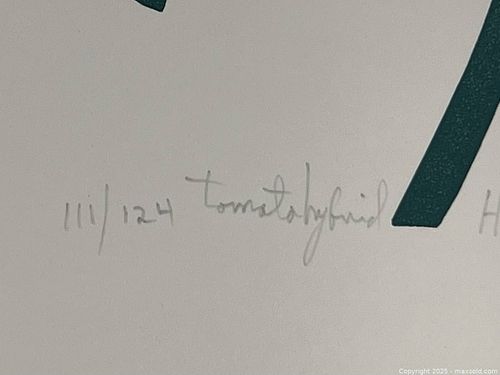 111/124 tomatohybrid H
Copyright 2025 - maxsold.com